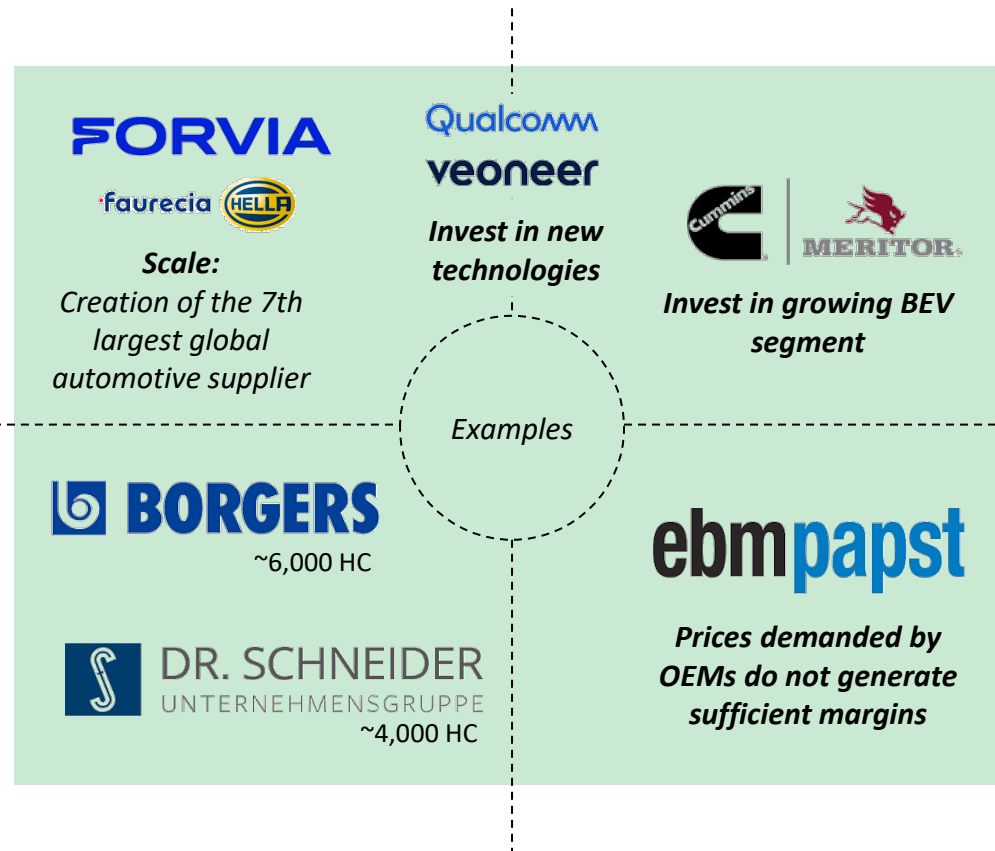 FORVIA
faurecia HELLA
Scale:
Creation of the 7th
largest global
automotive supplier
Qualcomm
veoneer
Invest in new
technologies
Cummins
MERITOR®
Invest in growing BEV
segment
Examples
BORGERS
~6,000 HC
DR. SCHNEIDER
UNTERNEHMENSGRUPPE
~4,000 HC
ebmpapst
Prices demanded by
OEMs do not generate
sufficient margins